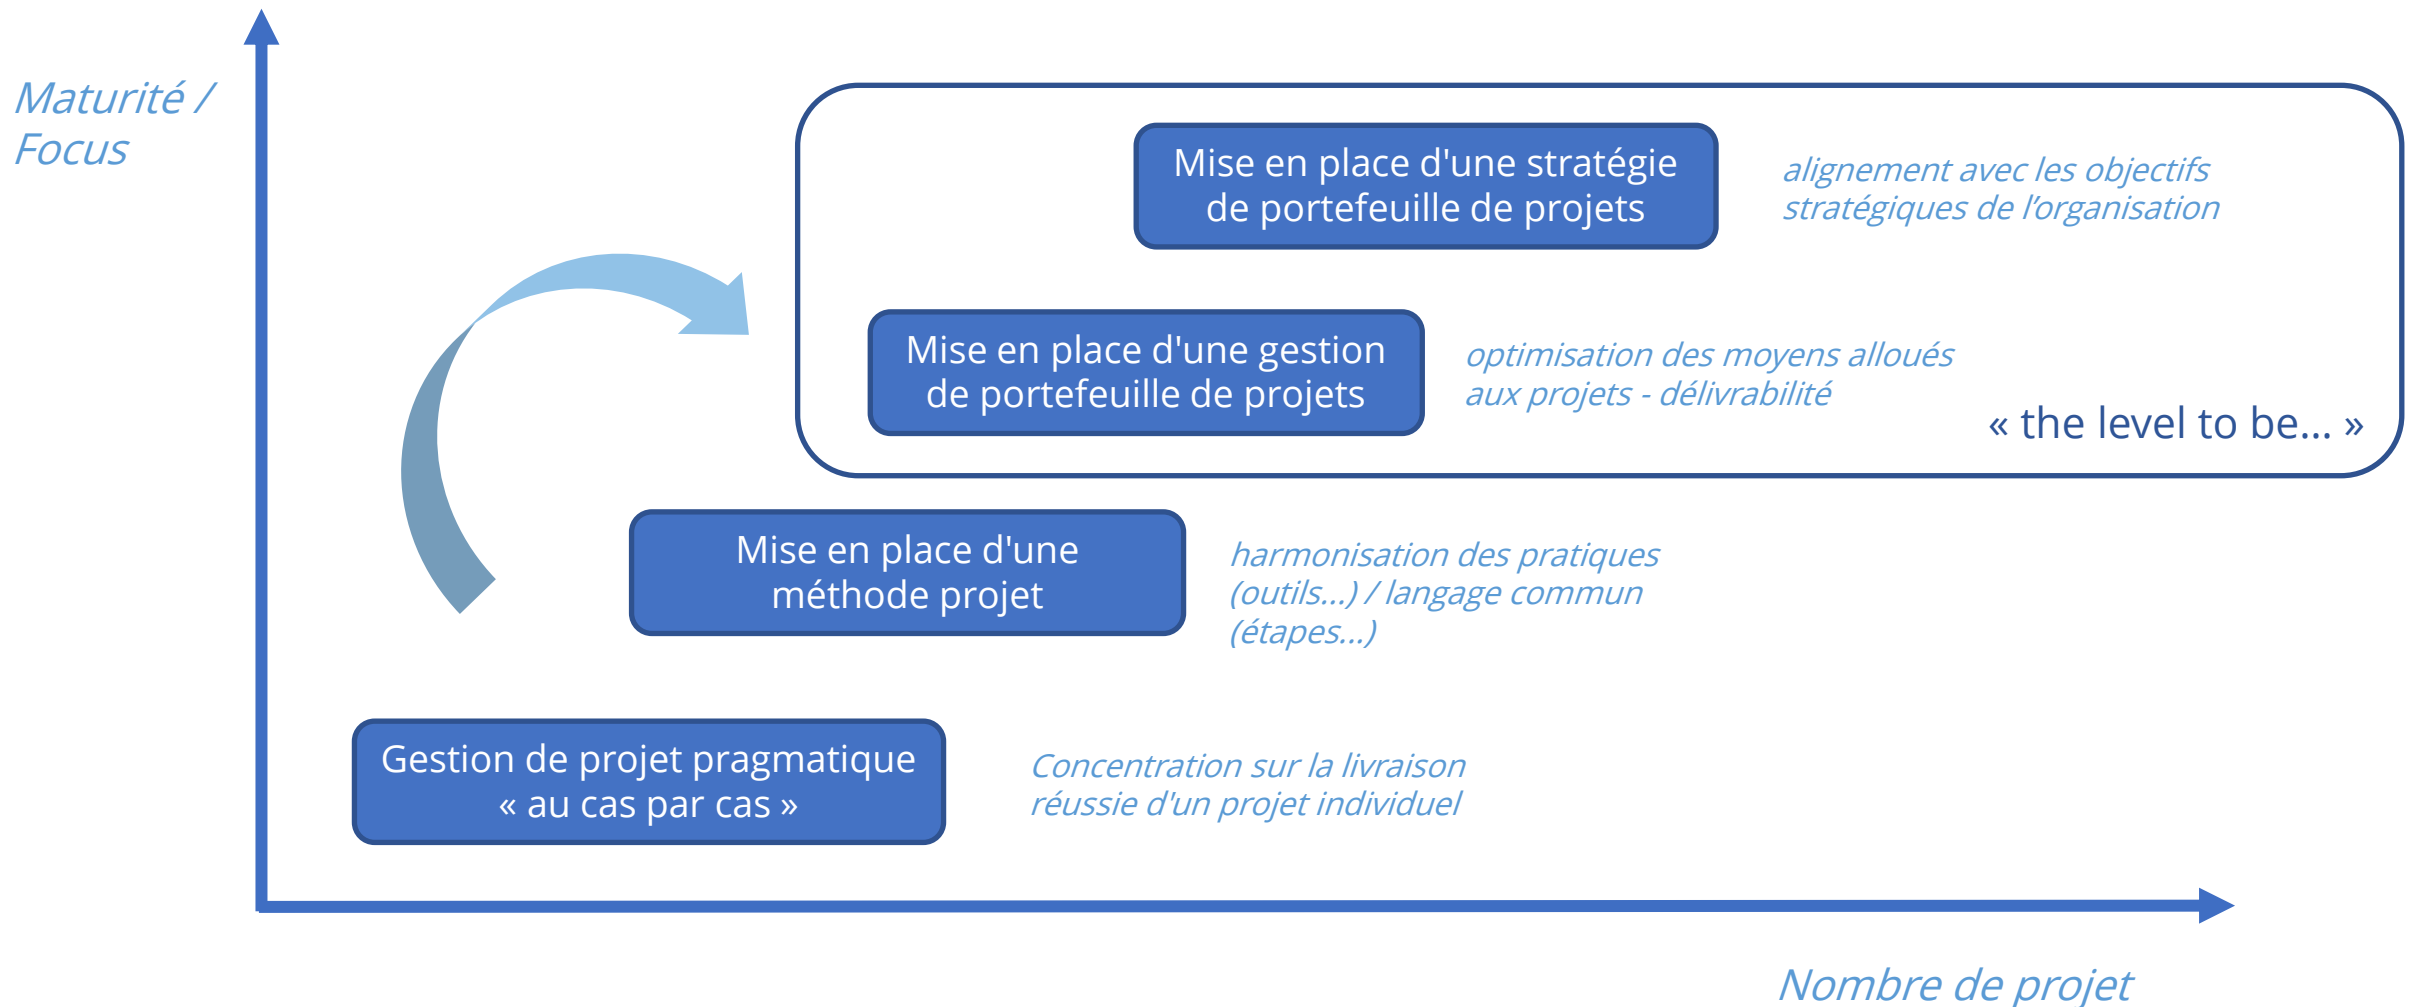 Maturité /
Focus
Mise en place d'une stratégie
de portefeuille de projets
alignement avec les objectifs
stratégiques de l’organisation
Mise en place d'une gestion
de portefeuille de projets
optimisation des moyens alloués
aux projets - délivrabilité
« the level to be... »
Mise en place d'une
méthode projet
harmonisation des pratiques
(outils...) / langage commun
(étapes...)
Gestion de projet pragmatique
« au cas par cas »
Concentration sur la livraison
réussie d'un projet individuel
Nombre de projet